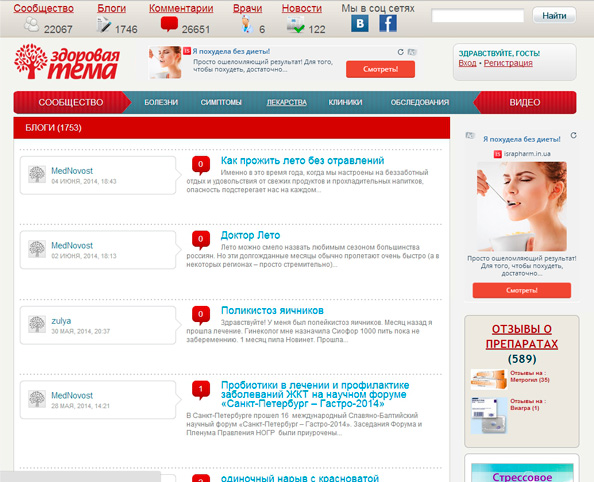 Сообщество Блоги Комментарии Врачи Новости Мы в соц сетях
22067 1746 26651 6 122
Найти
здоровая тема
Я похудела без диеты!
Просто ошеломляющий результат! Для того, чтобы похудеть, достаточно...
Смотреть!
ЗДРАВСТВУЙТЕ, ГОСТЬ!
Вход • Регистрация
СООБЩЕСТВО БОЛЕЗНИ СИМПТОМЫ ЛЕКАРСТВА КЛИНИКИ ОБСЛЕДОВАНИЯ ВИДЕО
БЛОГИ (1753)
MedNovost
04 ИЮНЯ, 2014, 18:43
0
Как прожить лето без отравлений
Именно в это время года, когда мы настроены на беззаботный
отдых и удовольствия от свежих продуктов и прохладительных напитков,
опасность подстерегает нас на каждом...
MedNovost
02 ИЮНЯ, 2014, 18:13
0
Доктор Лето
Лето можно смело назвать любимым сезоном большинства
россиян. Но эти долгожданные месяцы обычно пролетают очень быстро (а в
некоторых регионах – просто стремительно)...
zulya
30 МАЯ, 2014, 20:37
0
Поликистоз яичников
Здравствуйте! У меня был полейкистоз яичников. Месяц назад я
прошла лечение. Гинеколог мне назначила Сиофор 1000 пить пока не
забеременнию. 1 месяц пила Новинет. Прошла...
MedNovost
28 МАЯ, 2014, 14:21
1
Пробиотики в лечении и профилактике
заболеваний ЖКТ на научном форуме
«Санкт-Петербург – Гастро-2014»
В Санкт-Петербурге прошел 16 международный Славяно-Балтийский
научный форум «Санкт-Петербург – Гастро-2014». Заседания Форума и
Пленума Правления НОГР были приурочены...
2
одиночный нарыв с красноватой
Я похудела без диеты!
israpharm.in.ua
Просто ошеломляющий результат!
Для того, чтобы похудеть,
достаточно...
Смотреть!
ОТЗЫВЫ О
ПРЕПАРАТАХ
(589)
Отзывы на :
Метрогил (35)
Отзывы на :
Виагра (1)
Стрессовое